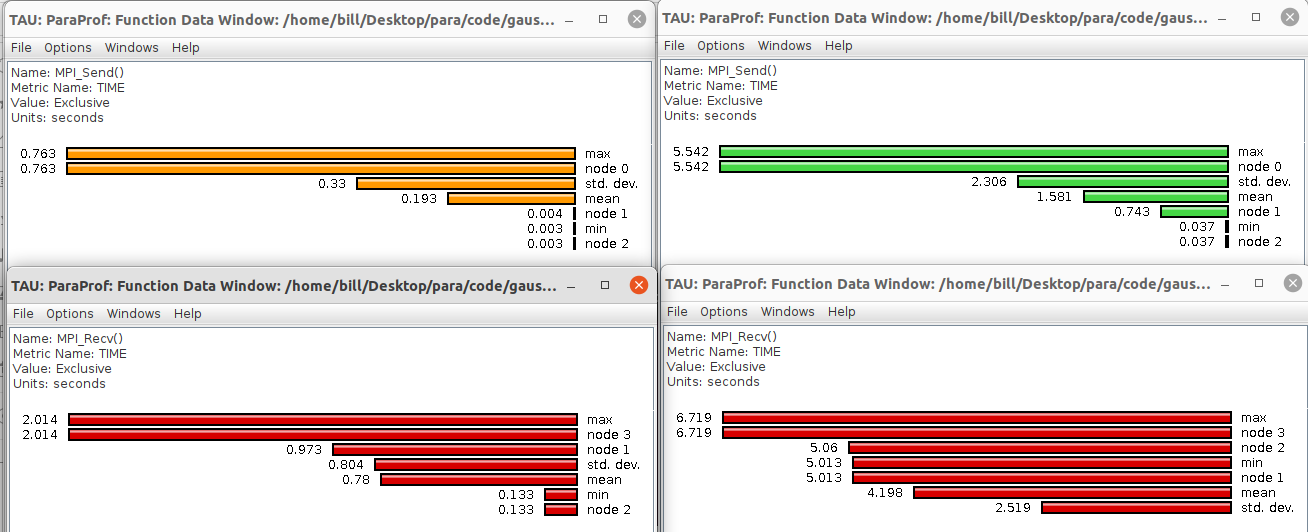 TAU: ParaProf: Function Data Window: /home/bill/Desktop/para/code/gaus...
File Options Windows Help
Name: MPI_Send()
Metric Name: TIME
Value: Exclusive
Units: seconds
0.763 max
0.763 node 0
0.33 std. dev.
0.193 mean
0.004 node 1
0.003 min
0.003 node 2
TAU: ParaProf: Function Data Window: /home/bill/Desktop/para/code/gaus...
File Options Windows Help
Name: MPI_Send()
Metric Name: TIME
Value: Exclusive
Units: seconds
5.542 max
5.542 node 0
2.306 std. dev.
1.581 mean
0.743 node 1
0.037 min
0.037 node 2
TAU: ParaProf: Function Data Window: /home/bill/Desktop/para/code/gaus...
File Options Windows Help
Name: MPI_Recv()
Metric Name: TIME
Value: Exclusive
Units: seconds
2.014 max
2.014 node 3
0.973 node 1
0.804 std. dev.
0.78 mean
0.133 min
0.133 node 2
TAU: ParaProf: Function Data Window: /home/bill/Desktop/para/code/gaus...
File Options Windows Help
Name: MPI_Recv()
Metric Name: TIME
Value: Exclusive
Units: seconds
6.719 max
6.719 node 3
5.06 node 2
5.013 min
5.013 node 1
4.198 mean
2.519 std. dev.